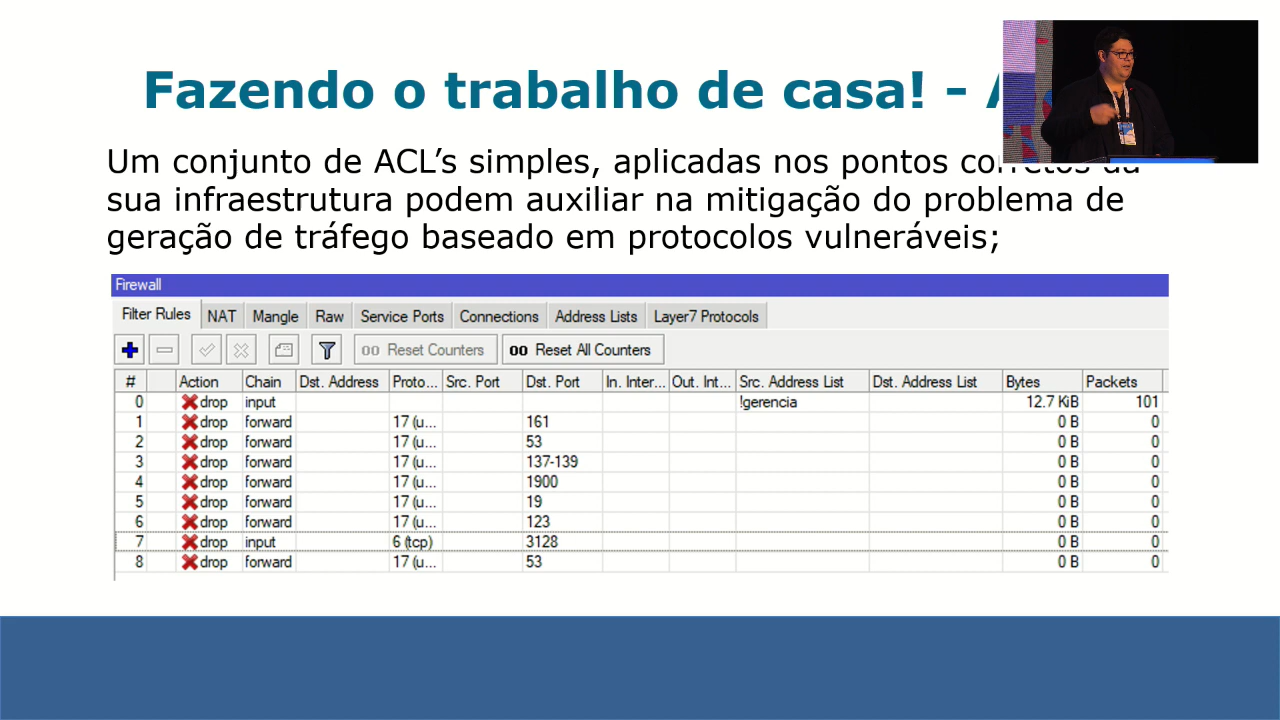 Fazendo o trabalho de casa! -
Um conjunto de ACL’s simples, aplicadas nos pontos corretos da
sua infraestrutura podem auxiliar na mitigação do problema de
geração de tráfego baseado em protocolos vulneráveis;
Firewall
Filter Rules NAT Mangle Raw Service Ports Connections Address Lists Layer7 Protocols
00 Reset Counters 00 Reset All Counters
# Action Chain Dst. Address Proto... Src. Port Dst. Port In. Inter... Out. Int... Src. Address List Dst. Address List Bytes Packets
0 drop input !gerencia 12.7 KiB 101
1 drop forward 17 (u... 161 0 B 0
2 drop forward 17 (u... 53 0 B 0
3 drop forward 17 (u... 137-139 0 B 0
4 drop forward 17 (u... 1900 0 B 0
5 drop forward 17 (u... 19 0 B 0
6 drop forward 17 (u... 123 0 B 0
7 drop input 6 (tcp) 3128 0 B 0
8 drop forward 17 (u... 53 0 B 0